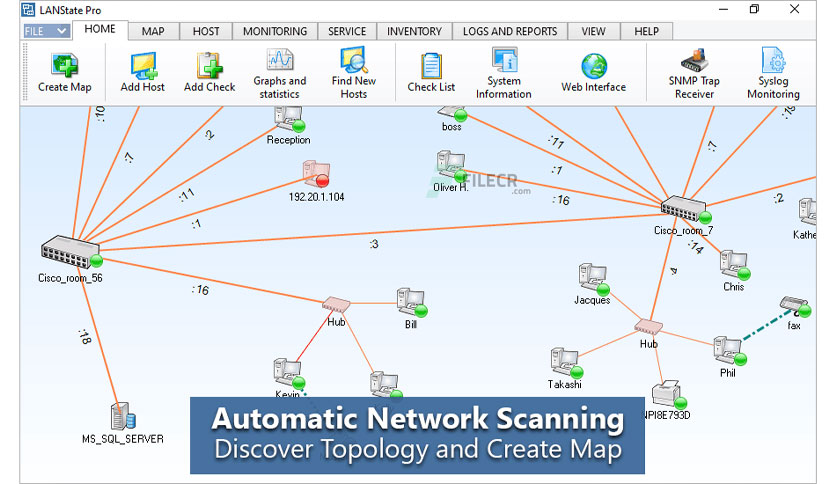 LANState Pro
FILE
HOME
MAP
HOST
MONITORING
SERVICE
INVENTORY
LOGS AND REPORTS
VIEW
HELP
Create Map
Add Host
Add Check
Graphs and
statistics
Find New
Hosts
Check List
System
Information
Web Interface
SNMP Trap
Receiver
Syslog
Monitoring
:10
:7
:2
:11
:1
Reception
192.20.1.104
boss
Oliver H.
FILECR
.com
:11
:1
:16
:7
:2
Cisco_room_7
Kathe
:3
Cisco_room_56
:16
:18
:14
4
Chris
Jacques
Hub
Bill
Hub
fax
Phil
Takashi
Kevin
NPI8E793D
MS_SQL_SERVER
Automatic Network Scanning
Discover Topology and Create Map